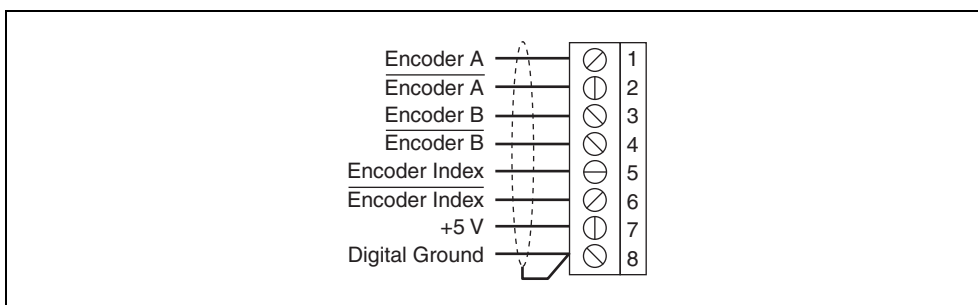 Encoder A 1
Encoder A 2
Encoder B 3
Encoder B 4
Encoder Index 5
Encoder Index 6
+5 V 7
Digital Ground 8